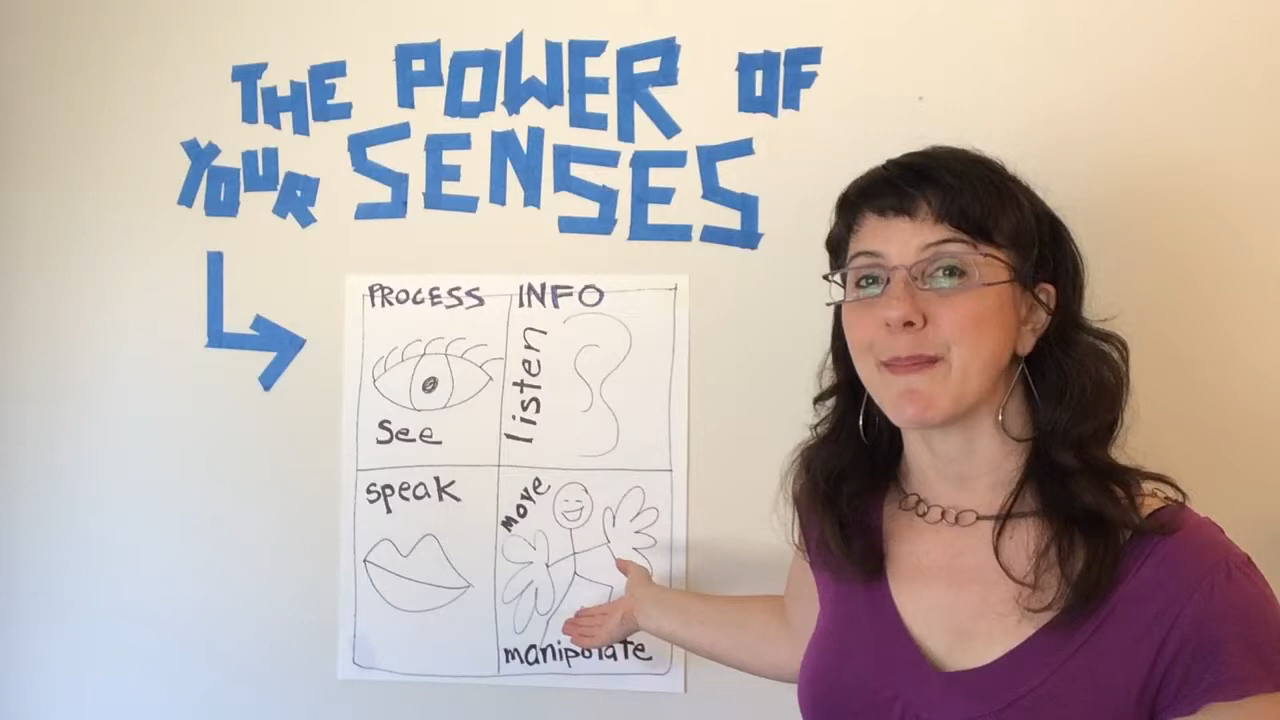 THE POWER OF
YOUR SENSES
PROCESS INFO
See
listen
speak
move
manipulate